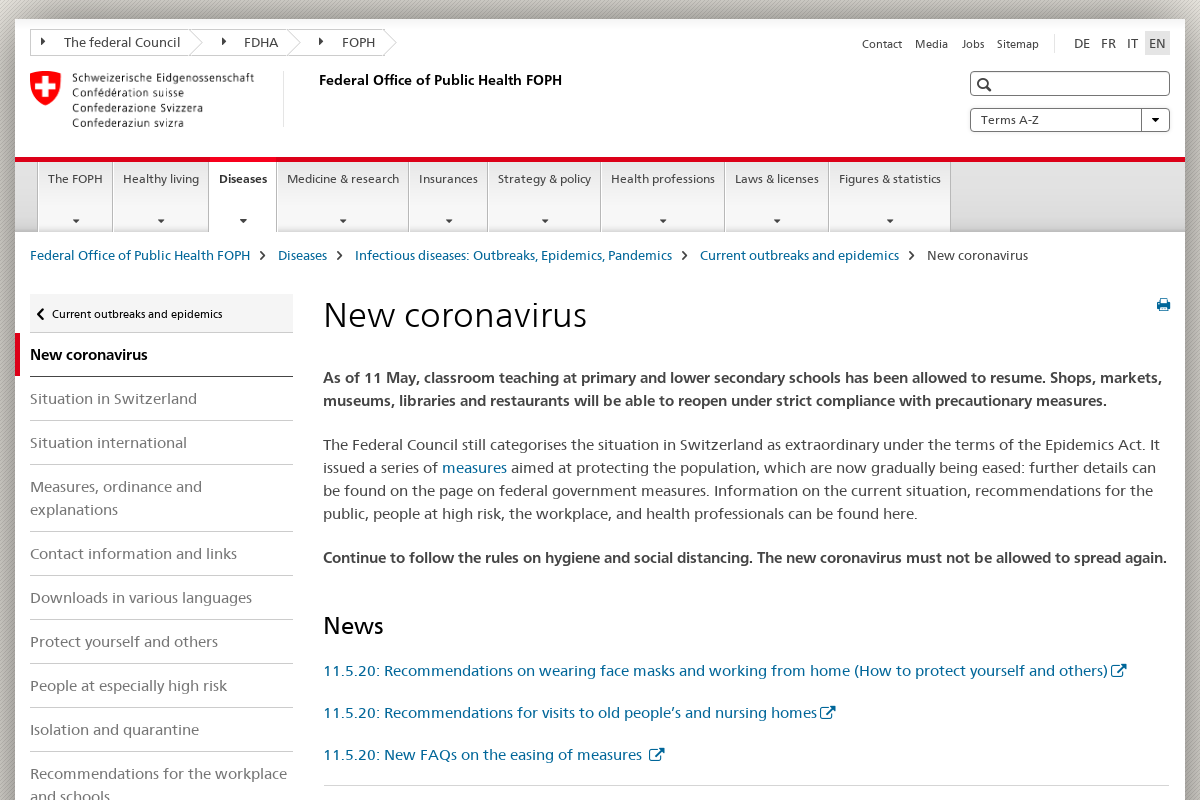 The federal Council
FDHA
FOPH
Contact
Media
Jobs
Sitemap
DE
FR
IT
EN
Schweizerische Eidgenossenschaft
Confédération suisse
Confederazione Svizzera
Confederaziun svizra
Federal Office of Public Health FOPH
Terms A-Z
The FOPH
Healthy living
Diseases
Medicine & research
Insurances
Strategy & policy
Health professions
Laws & licenses
Figures & statistics
Federal Office of Public Health FOPH
Diseases
Infectious diseases: Outbreaks, Epidemics, Pandemics
Current outbreaks and epidemics
New coronavirus
Current outbreaks and epidemics
New coronavirus
Situation in Switzerland
Situation international
Measures, ordinance and
explanations
Contact information and links
Downloads in various languages
Protect yourself and others
People at especially high risk
Isolation and quarantine
Recommendations for the workplace
and schools
New coronavirus
As of 11 May, classroom teaching at primary and lower secondary schools has been allowed to resume. Shops, markets,
museums, libraries and restaurants will be able to reopen under strict compliance with precautionary measures.
The Federal Council still categorises the situation in Switzerland as extraordinary under the terms of the Epidemics Act. It
issued a series of measures aimed at protecting the population, which are now gradually being eased: further details can
be found on the page on federal government measures. Information on the current situation, recommendations for the
public, people at high risk, the workplace, and health professionals can be found here.
Continue to follow the rules on hygiene and social distancing. The new coronavirus must not be allowed to spread again.
News
11.5.20: Recommendations on wearing face masks and working from home (How to protect yourself and others)
11.5.20: Recommendations for visits to old people's and nursing homes
11.5.20: New FAQs on the easing of measures